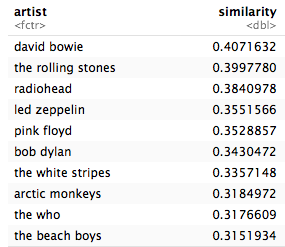 artist similarity
<fctr> <dbl>
david bowie 0.4071632
the rolling stones 0.3997780
radiohead 0.3840978
led zeppelin 0.3551566
pink floyd 0.3528857
bob dylan 0.3430472
the white stripes 0.3357148
arctic monkeys 0.3184972
the who 0.3176609
the beach boys 0.3151934